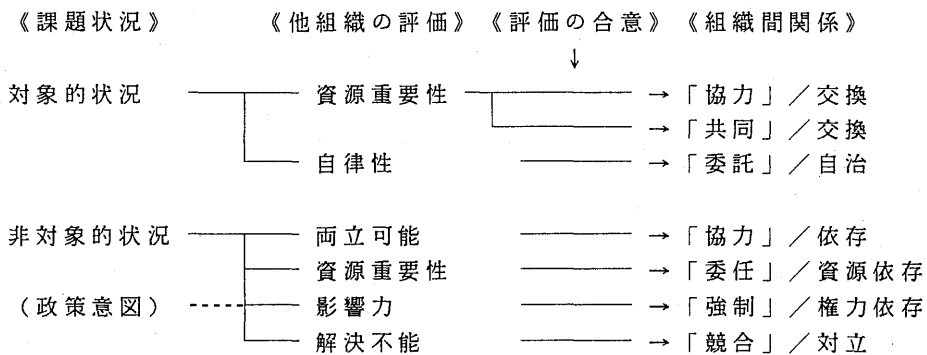 《課題状況》 《他組織の評価》 《評価の合意》 《組織間関係》
↓
対象的状況 資源重要性 → 「協力」／交換
→ 「共同」／交換
自律性 → 「委託」／自治
非対象的状況 両立可能 → 「協力」／依存
資源重要性 → 「委任」／資源依存
（政策意図） 影響力 → 「強制」／権力依存
解決不能 → 「競合」／対立